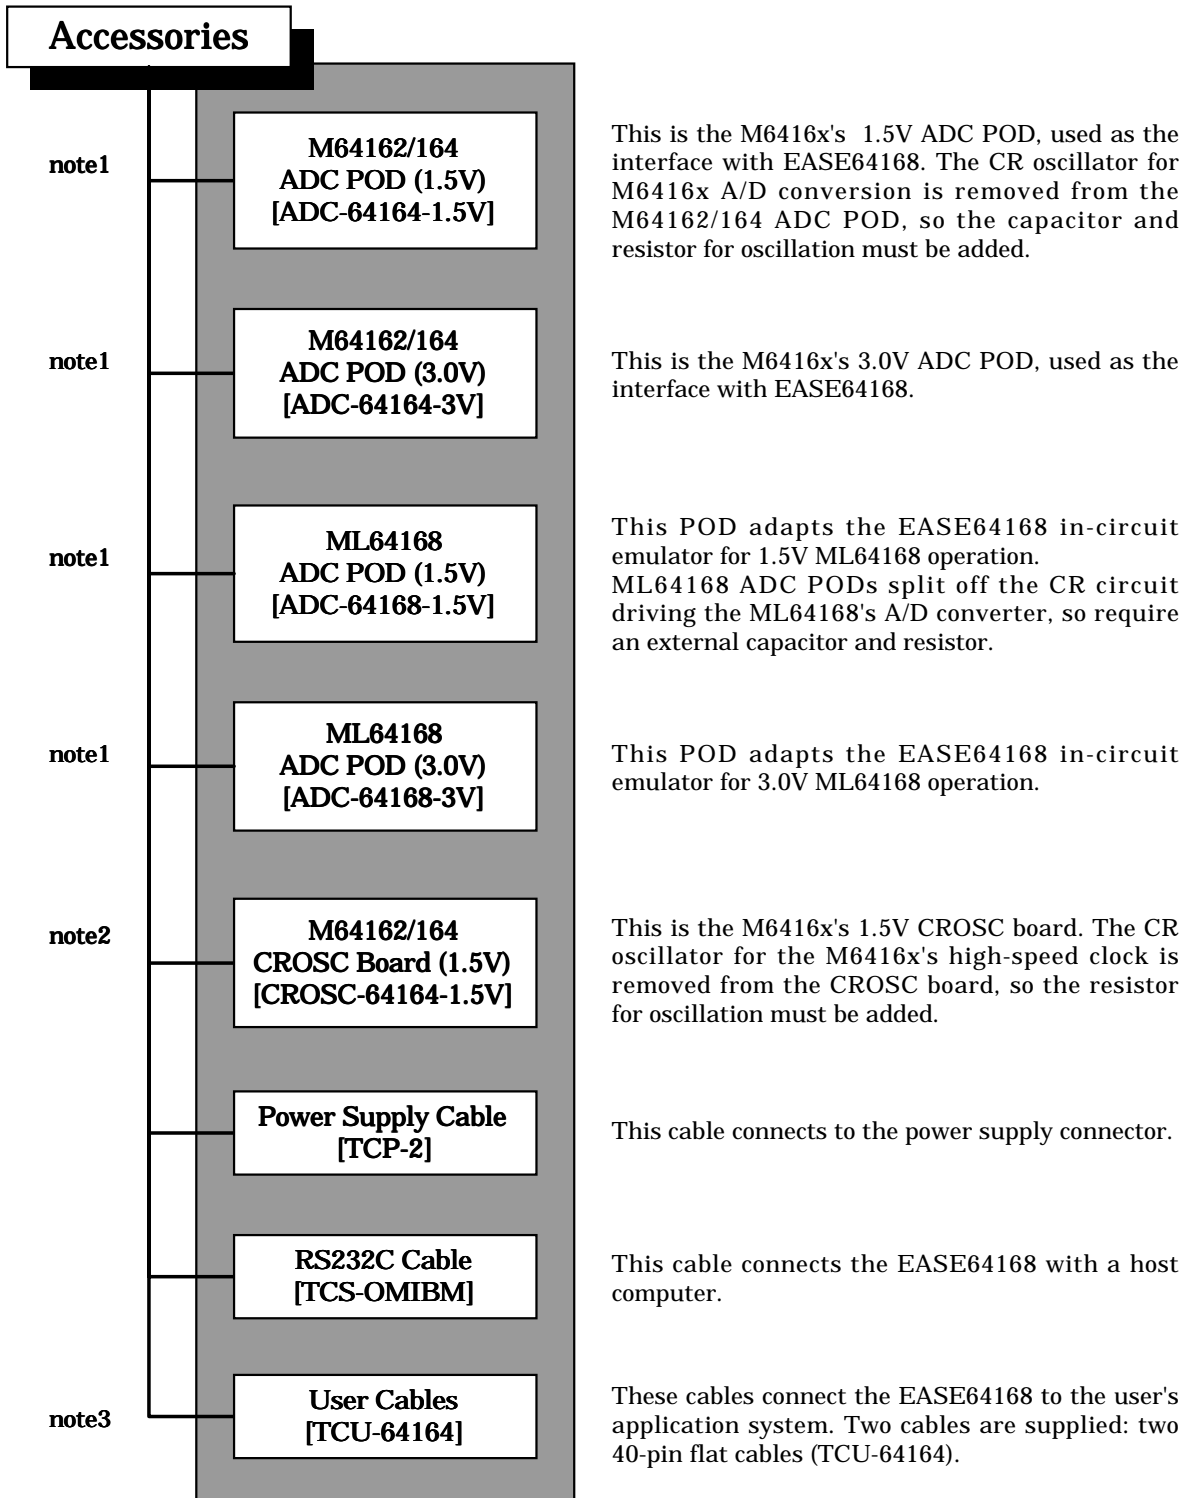 Accessories
note1
M64162/164
ADC POD (1.5V)
[ADC-64164-1.5V]
This is the M6416x's 1.5V ADC POD, used as the
interface with EASE64168. The CR oscillator for
M6416x A/D conversion is removed from the
M64162/164 ADC POD, so the capacitor and
resistor for oscillation must be added.
note1
M64162/164
ADC POD (3.0V)
[ADC-64164-3V]
This is the M6416x's 3.0V ADC POD, used as the
interface with EASE64168.
note1
ML64168
ADC POD (1.5V)
[ADC-64168-1.5V]
This POD adapts the EASE64168 in-circuit
emulator for 1.5V ML64168 operation.
ML64168 ADC PODs split off the CR circuit
driving the ML64168's A/D converter, so require
an external capacitor and resistor.
note1
ML64168
ADC POD (3.0V)
[ADC-64168-3V]
This POD adapts the EASE64168 in-circuit
emulator for 3.0V ML64168 operation.
note2
M64162/164
CROSC Board (1.5V)
[CROSC-64164-1.5V]
This is the M6416x's 1.5V CROSC board. The CR
oscillator for the M6416x's high-speed clock is
removed from the CROSC board, so the resistor
for oscillation must be added.
Power Supply Cable
[TCP-2]
This cable connects to the power supply connector.
RS232C Cable
[TCS-OMIBM]
This cable connects the EASE64168 with a host
computer.
note3
User Cables
[TCU-64164]
These cables connect the EASE64168 to the user's
application system. Two cables are supplied: two
40-pin flat cables (TCU-64164).